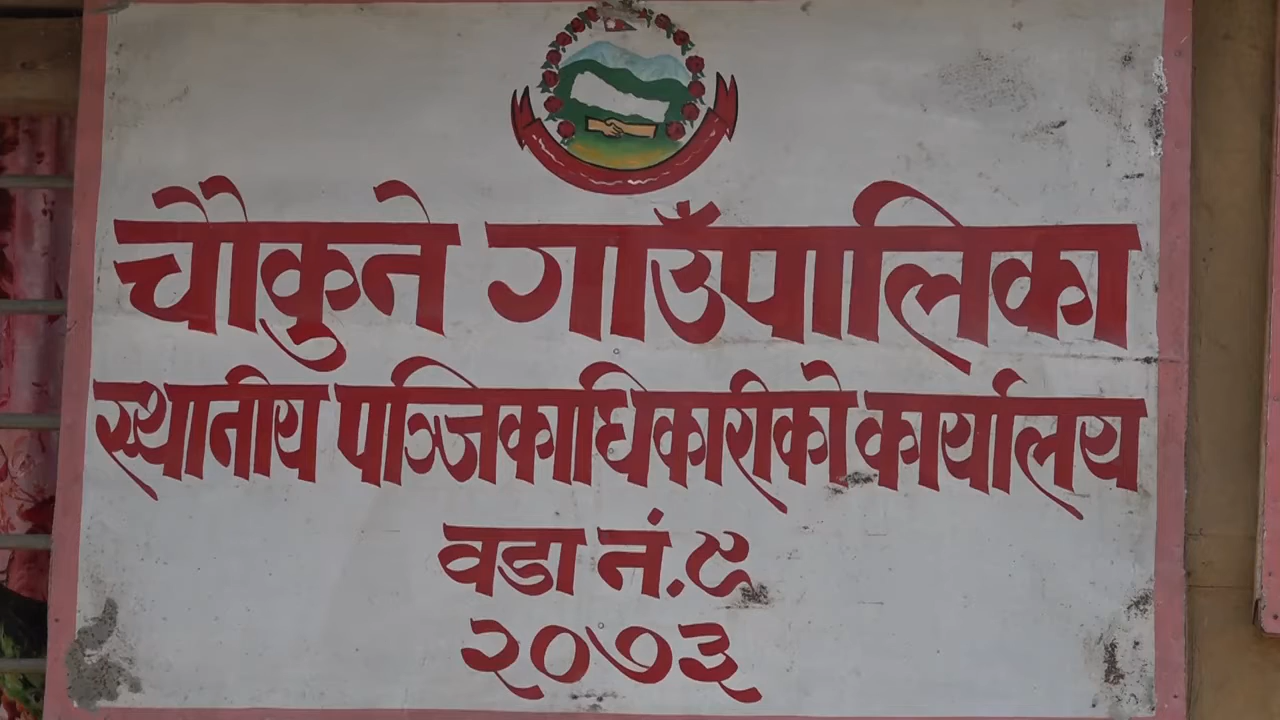 चौकुने गाउँपालिका
स्थानीय पञ्जिकाधिकारीको कार्यालय
वडा नं.९
२०७३